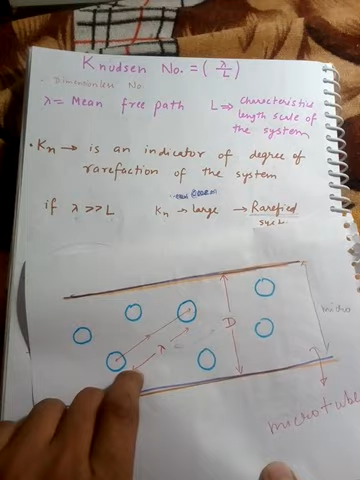 Knudsen No. = (λ/L)
· Dimensionless No.
λ = Mean free path L ⇒ characteristic
length scale of
the system
· Kn → is an indicator of degree of
rarefaction of the system
if λ >> L Kn → large → Rarefied
D
λ
micro
microtube